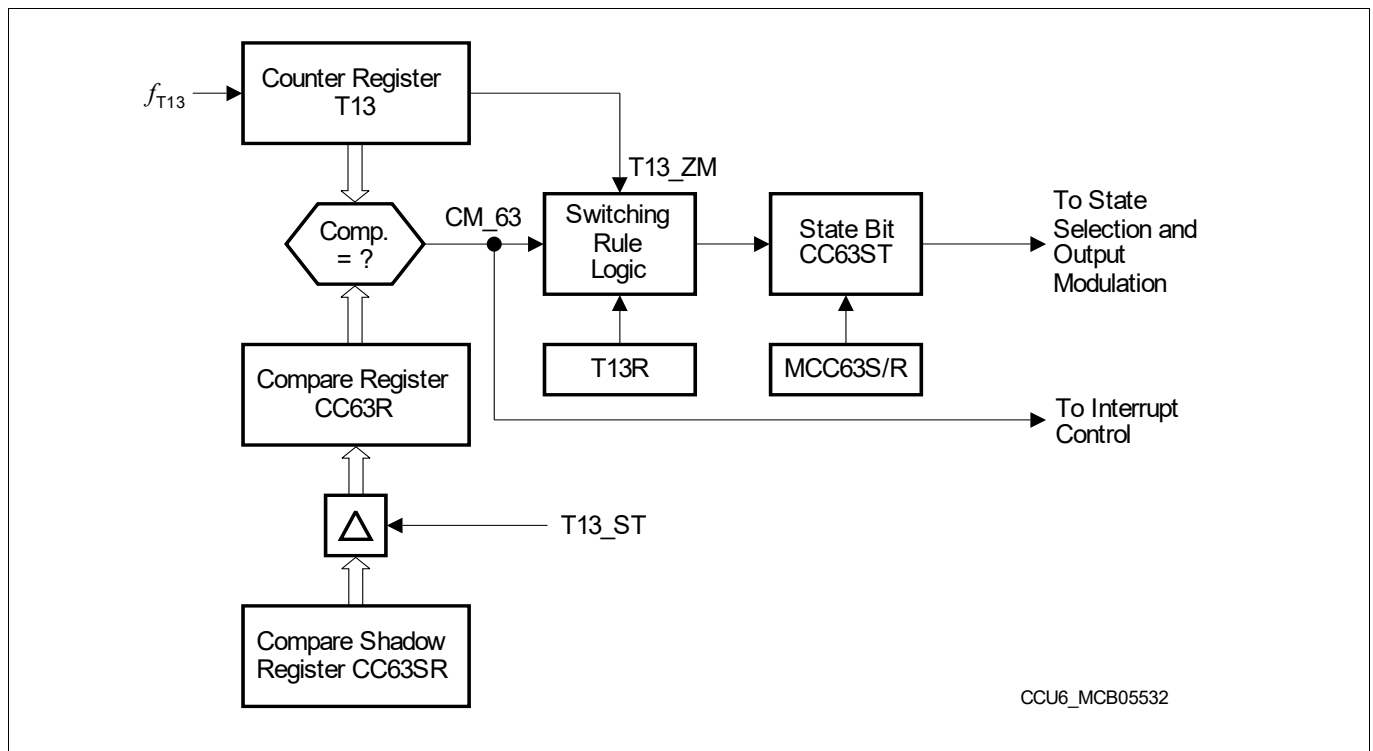 Counter Register
T13
fT13
T13_ZM
Comp.
= ?
CM_63
Switching
Rule
Logic
State Bit
CC63ST
To State
Selection and
Output
Modulation
T13R
MCC63S/R
Compare Register
CC63R
To Interrupt
Control
T13_ST
Compare Shadow
Register CC63SR
CCU6_MCB05532